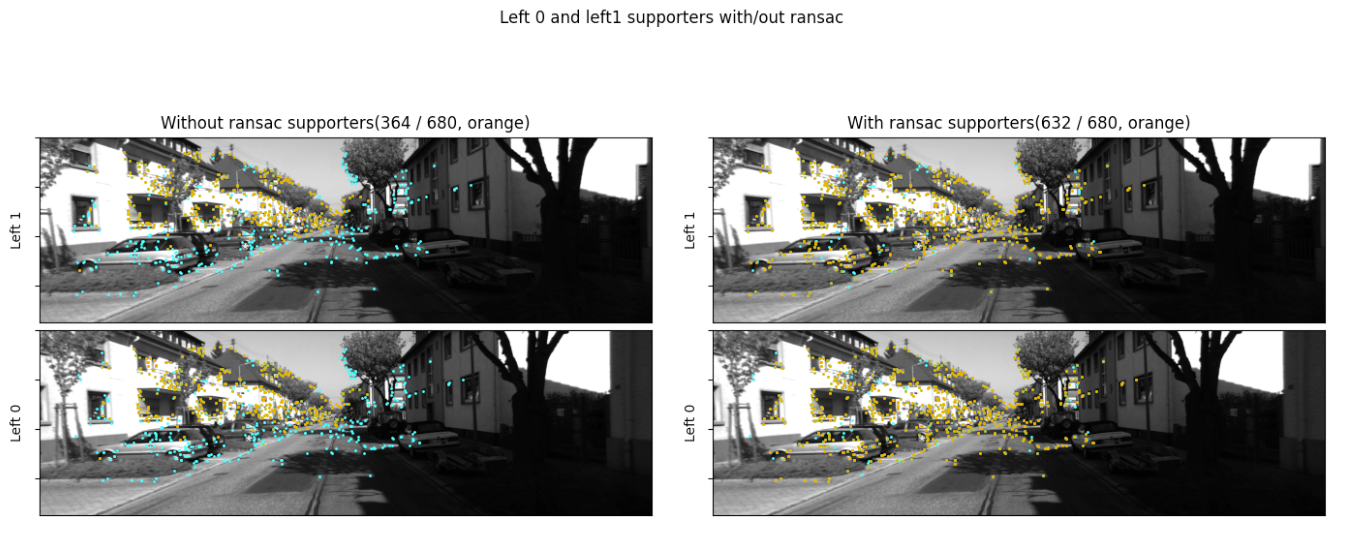 Left 0 and left1 supporters with/out ransac
Without ransac supporters(364 / 680, orange)
With ransac supporters(632 / 680, orange)
Left 1
Left 1
Left 0
Left 0